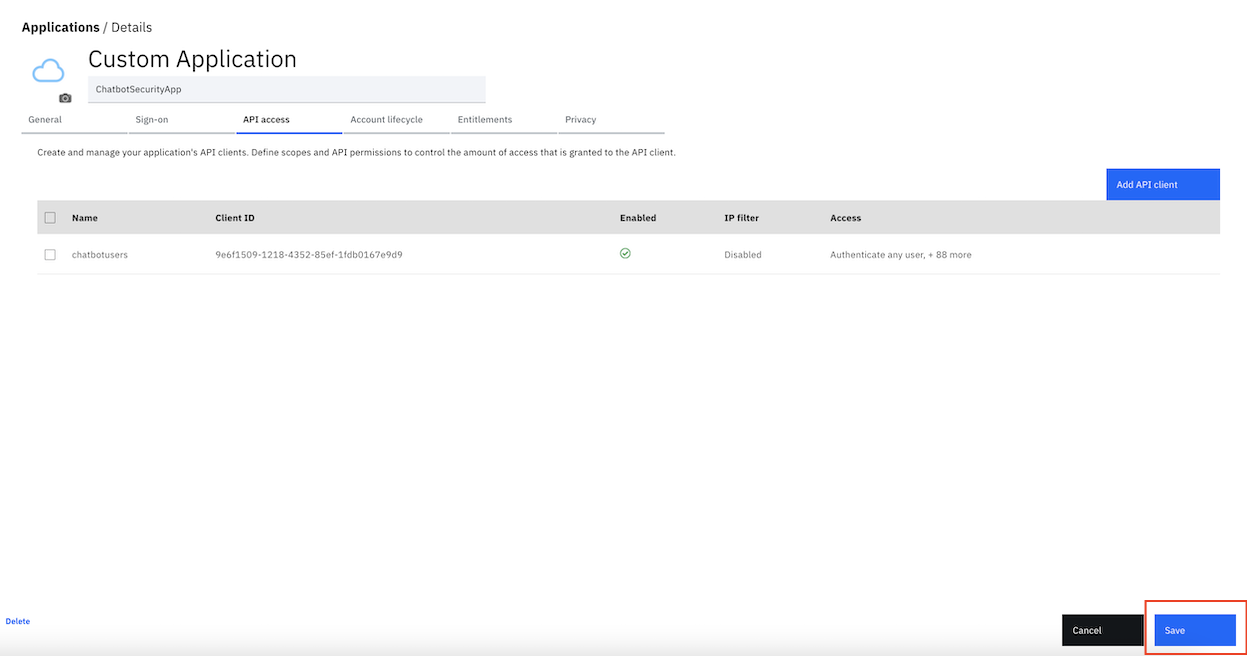 Applications / Details
Custom Application
ChatbotSecurityApp
General Sign-on API access Account lifecycle Entitlements Privacy
Create and manage your application's API clients. Define scopes and API permissions to control the amount of access that is granted to the API client.
Add API client
Name Client ID Enabled IP filter Access
chatbotusers 9e6f1509-1218-4352-85ef-1fdb0167e9d9 Disabled Authenticate any user, + 88 more
Delete
Cancel Save